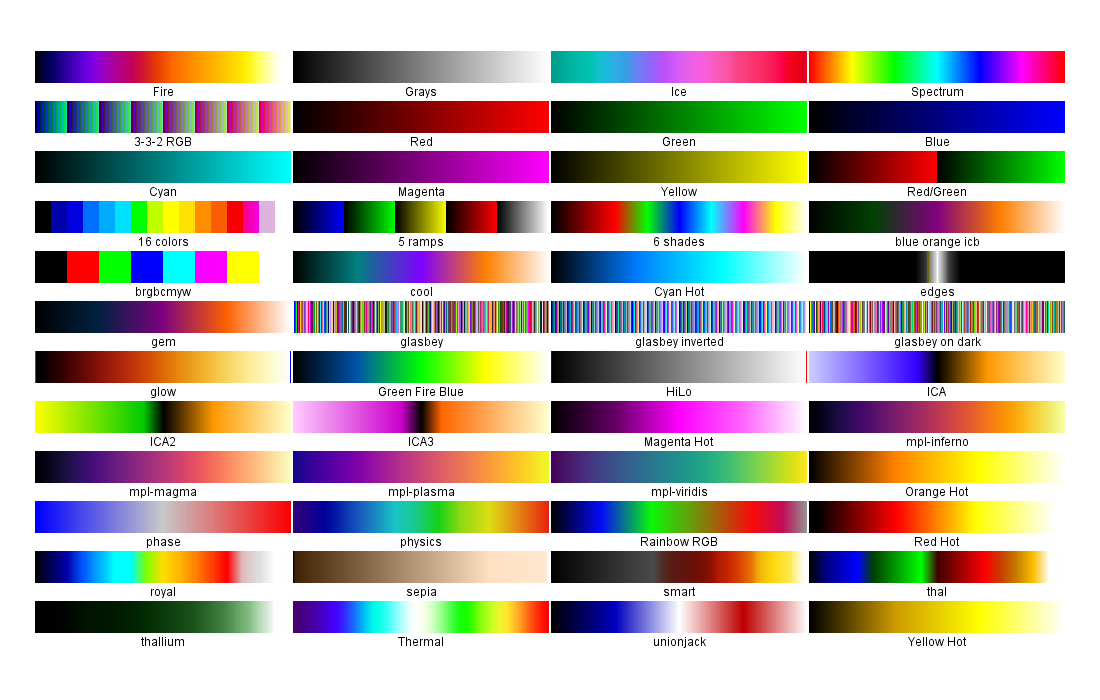 Fire Grays Ice Spectrum
3-3-2 RGB Red Green Blue
Cyan Magenta Yellow Red/Green
16 colors 5 ramps 6 shades blue orange icb
brgbcmyw cool Cyan Hot edges
gem glasbey glasbey inverted glasbey on dark
glow Green Fire Blue HiLo ICA
ICA2 ICA3 Magenta Hot mpl-inferno
mpl-magma mpl-plasma mpl-viridis Orange Hot
phase physics Rainbow RGB Red Hot
royal sepia smart thal
thallium Thermal unionjack Yellow Hot